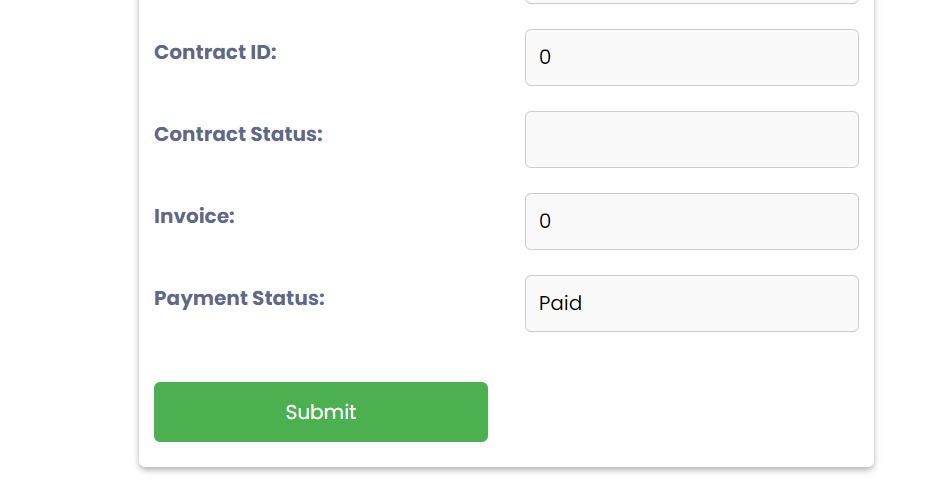 Contract ID:
0
Contract Status:
Invoice:
0
Payment Status:
Paid
Submit